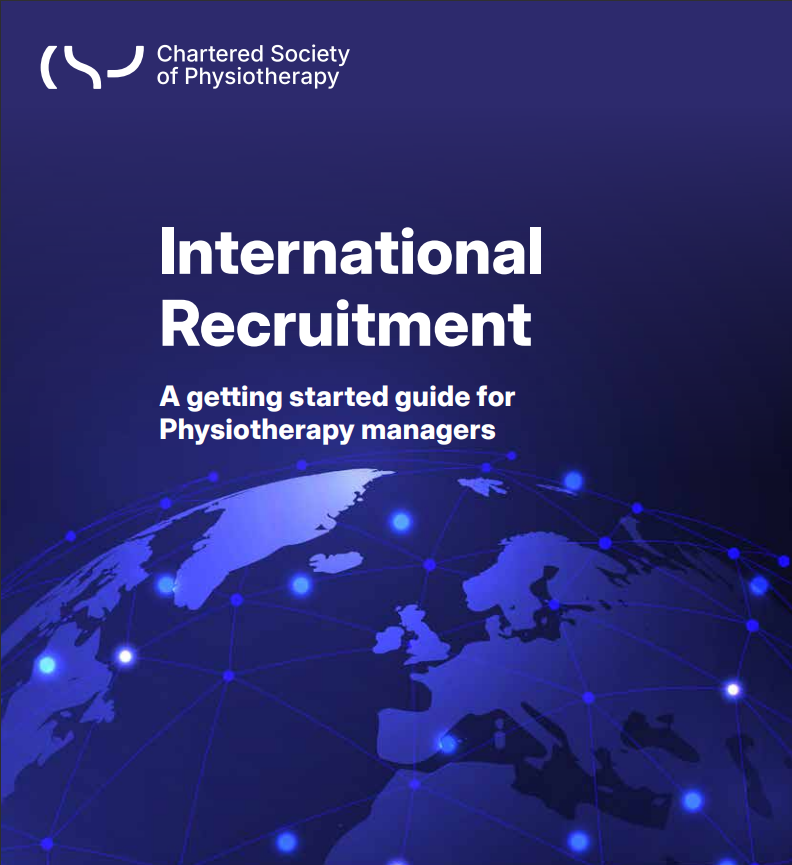 Chartered Society
of Physiotherapy
International
Recruitment
A getting started guide for
Physiotherapy managers